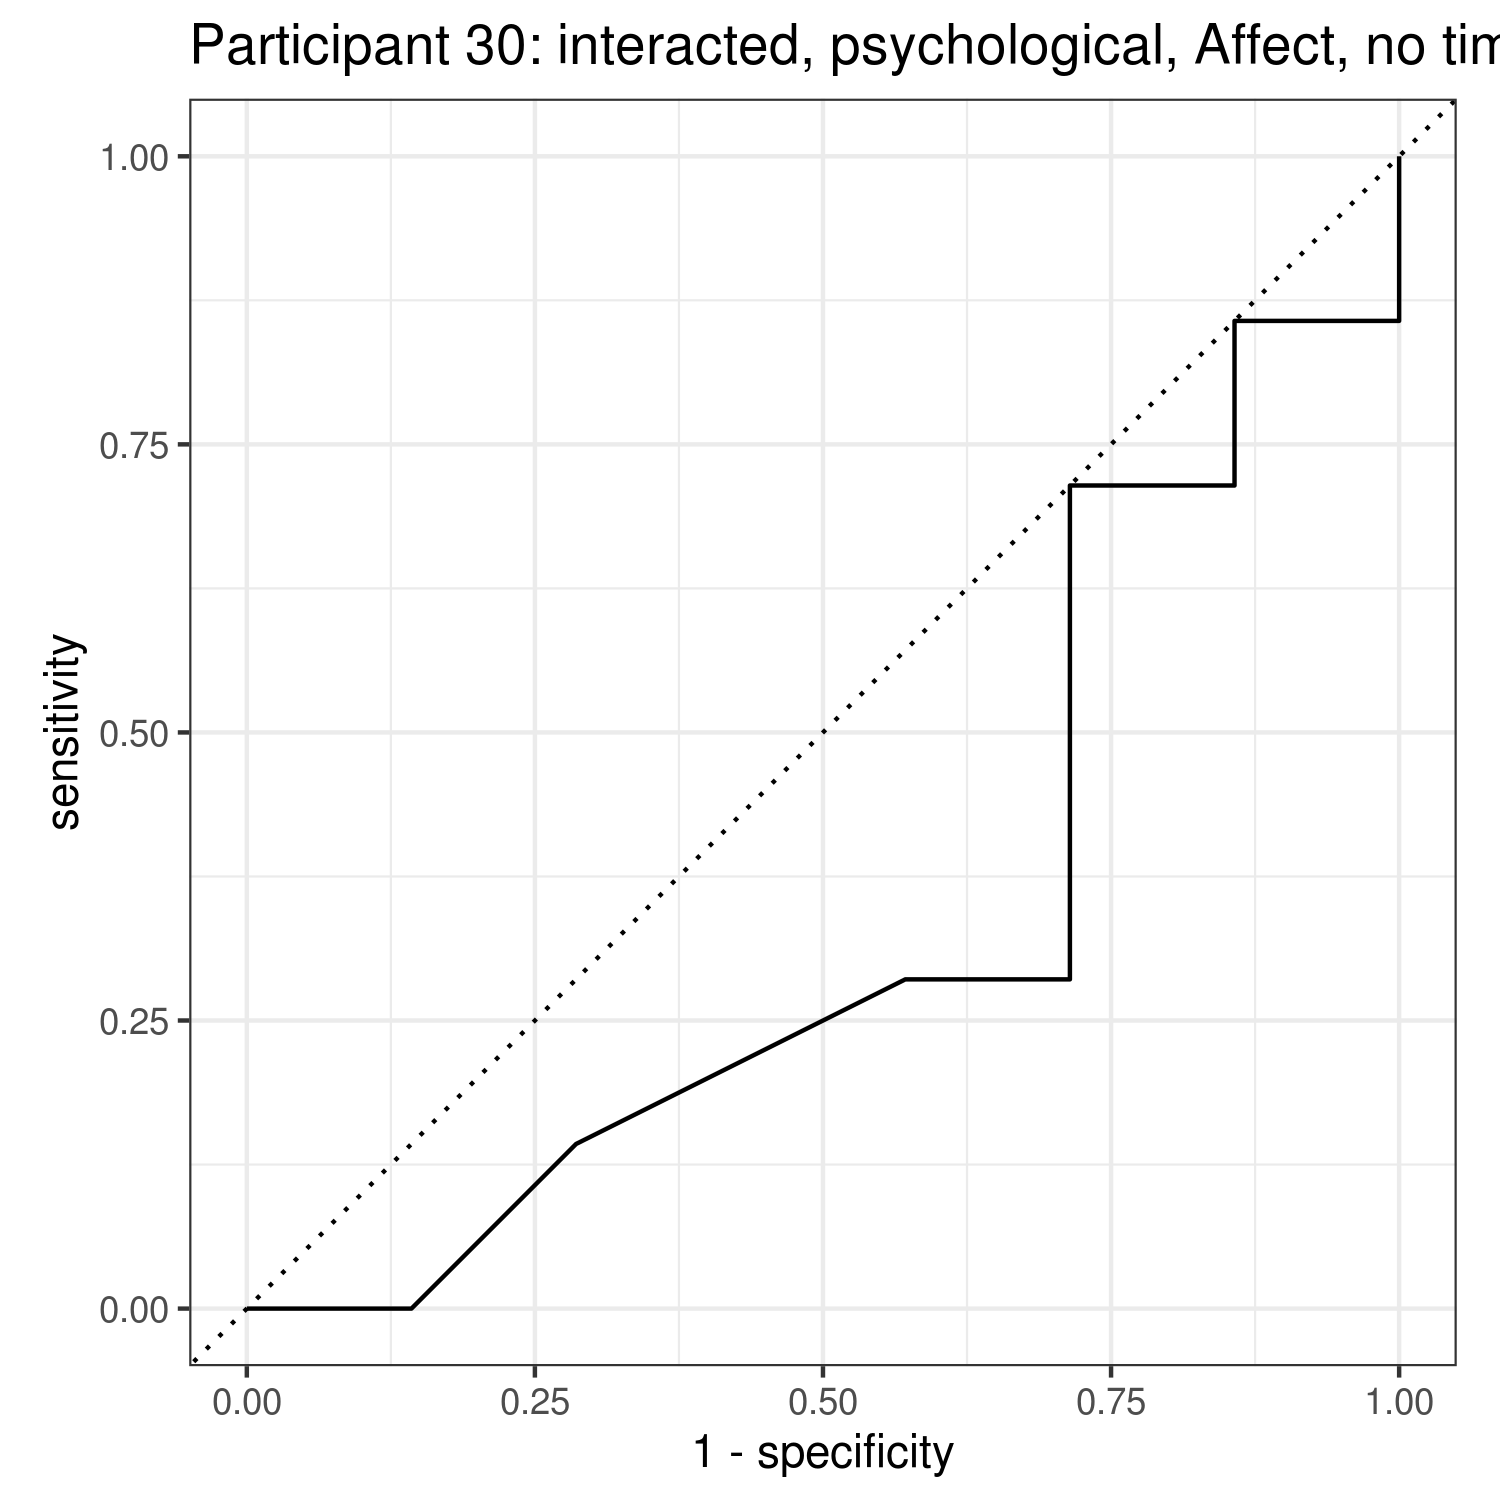 Participant 30: interacted, psychological, Affect, no
1.00
0.75
0.50
0.25
0.00
sensitivity
0.00 0.25 0.50 0.75 1.00
1 - specificity